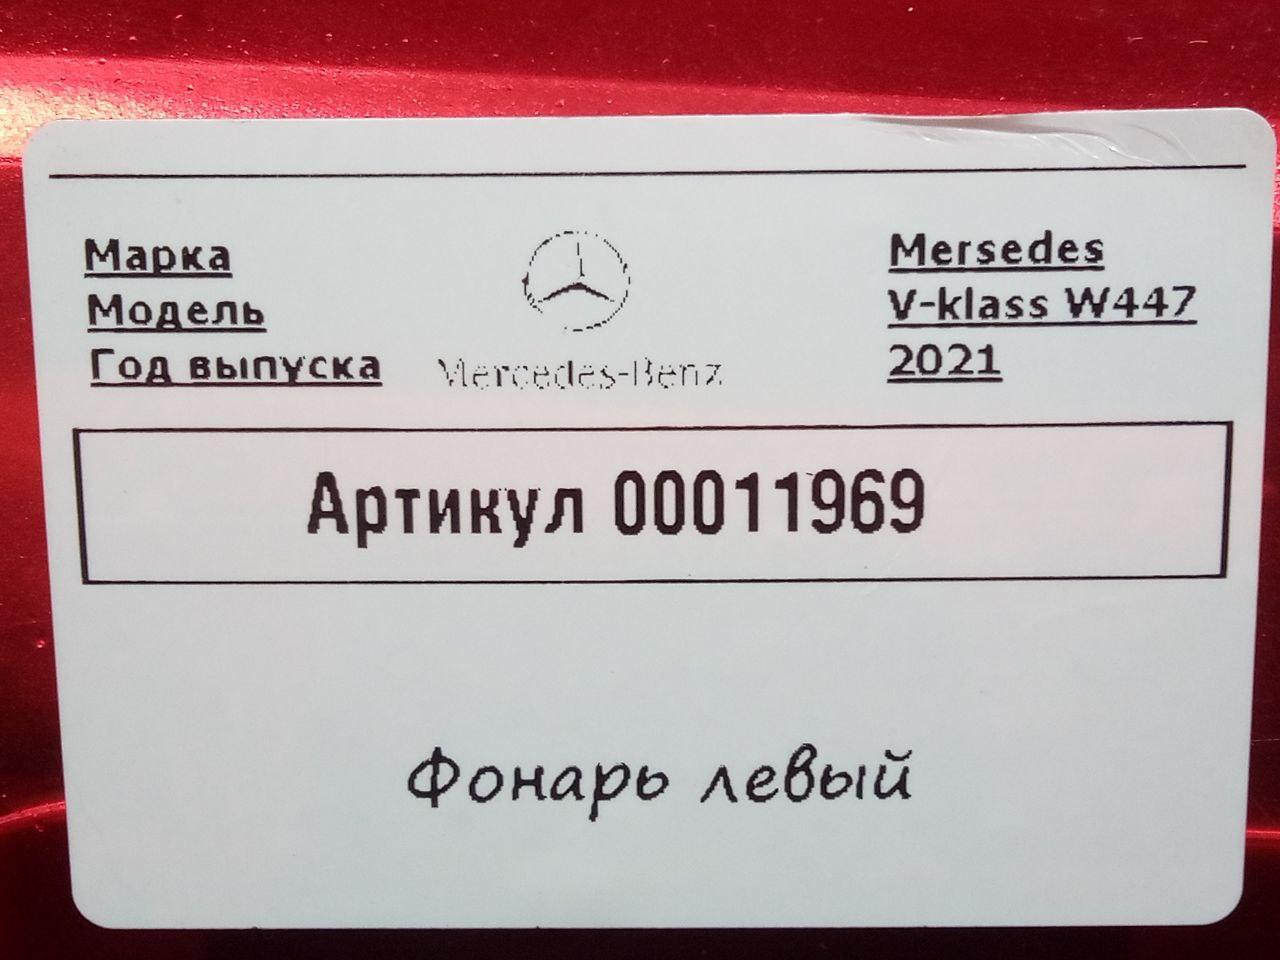 Марка
Модель
Год выпуска
Mercedes-Benz
Mersedes
V-klass W447
2021
Артикул 00011969
Фонарь левый